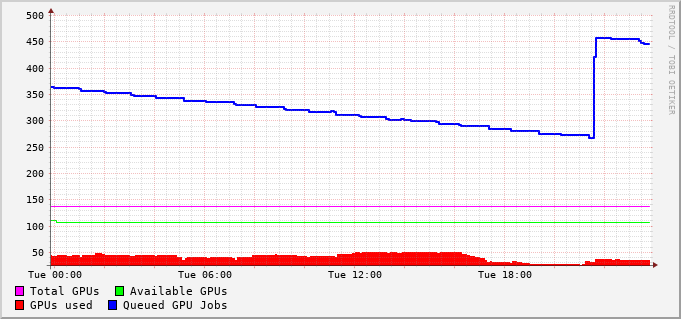 500
450
400
350
300
250
200
150
100
50
Tue 00:00 Tue 06:00 Tue 12:00 Tue 18:00
Total GPUs Available GPUs
GPUs used Queued GPU Jobs
RRDTOOL / TOBI OETIKER